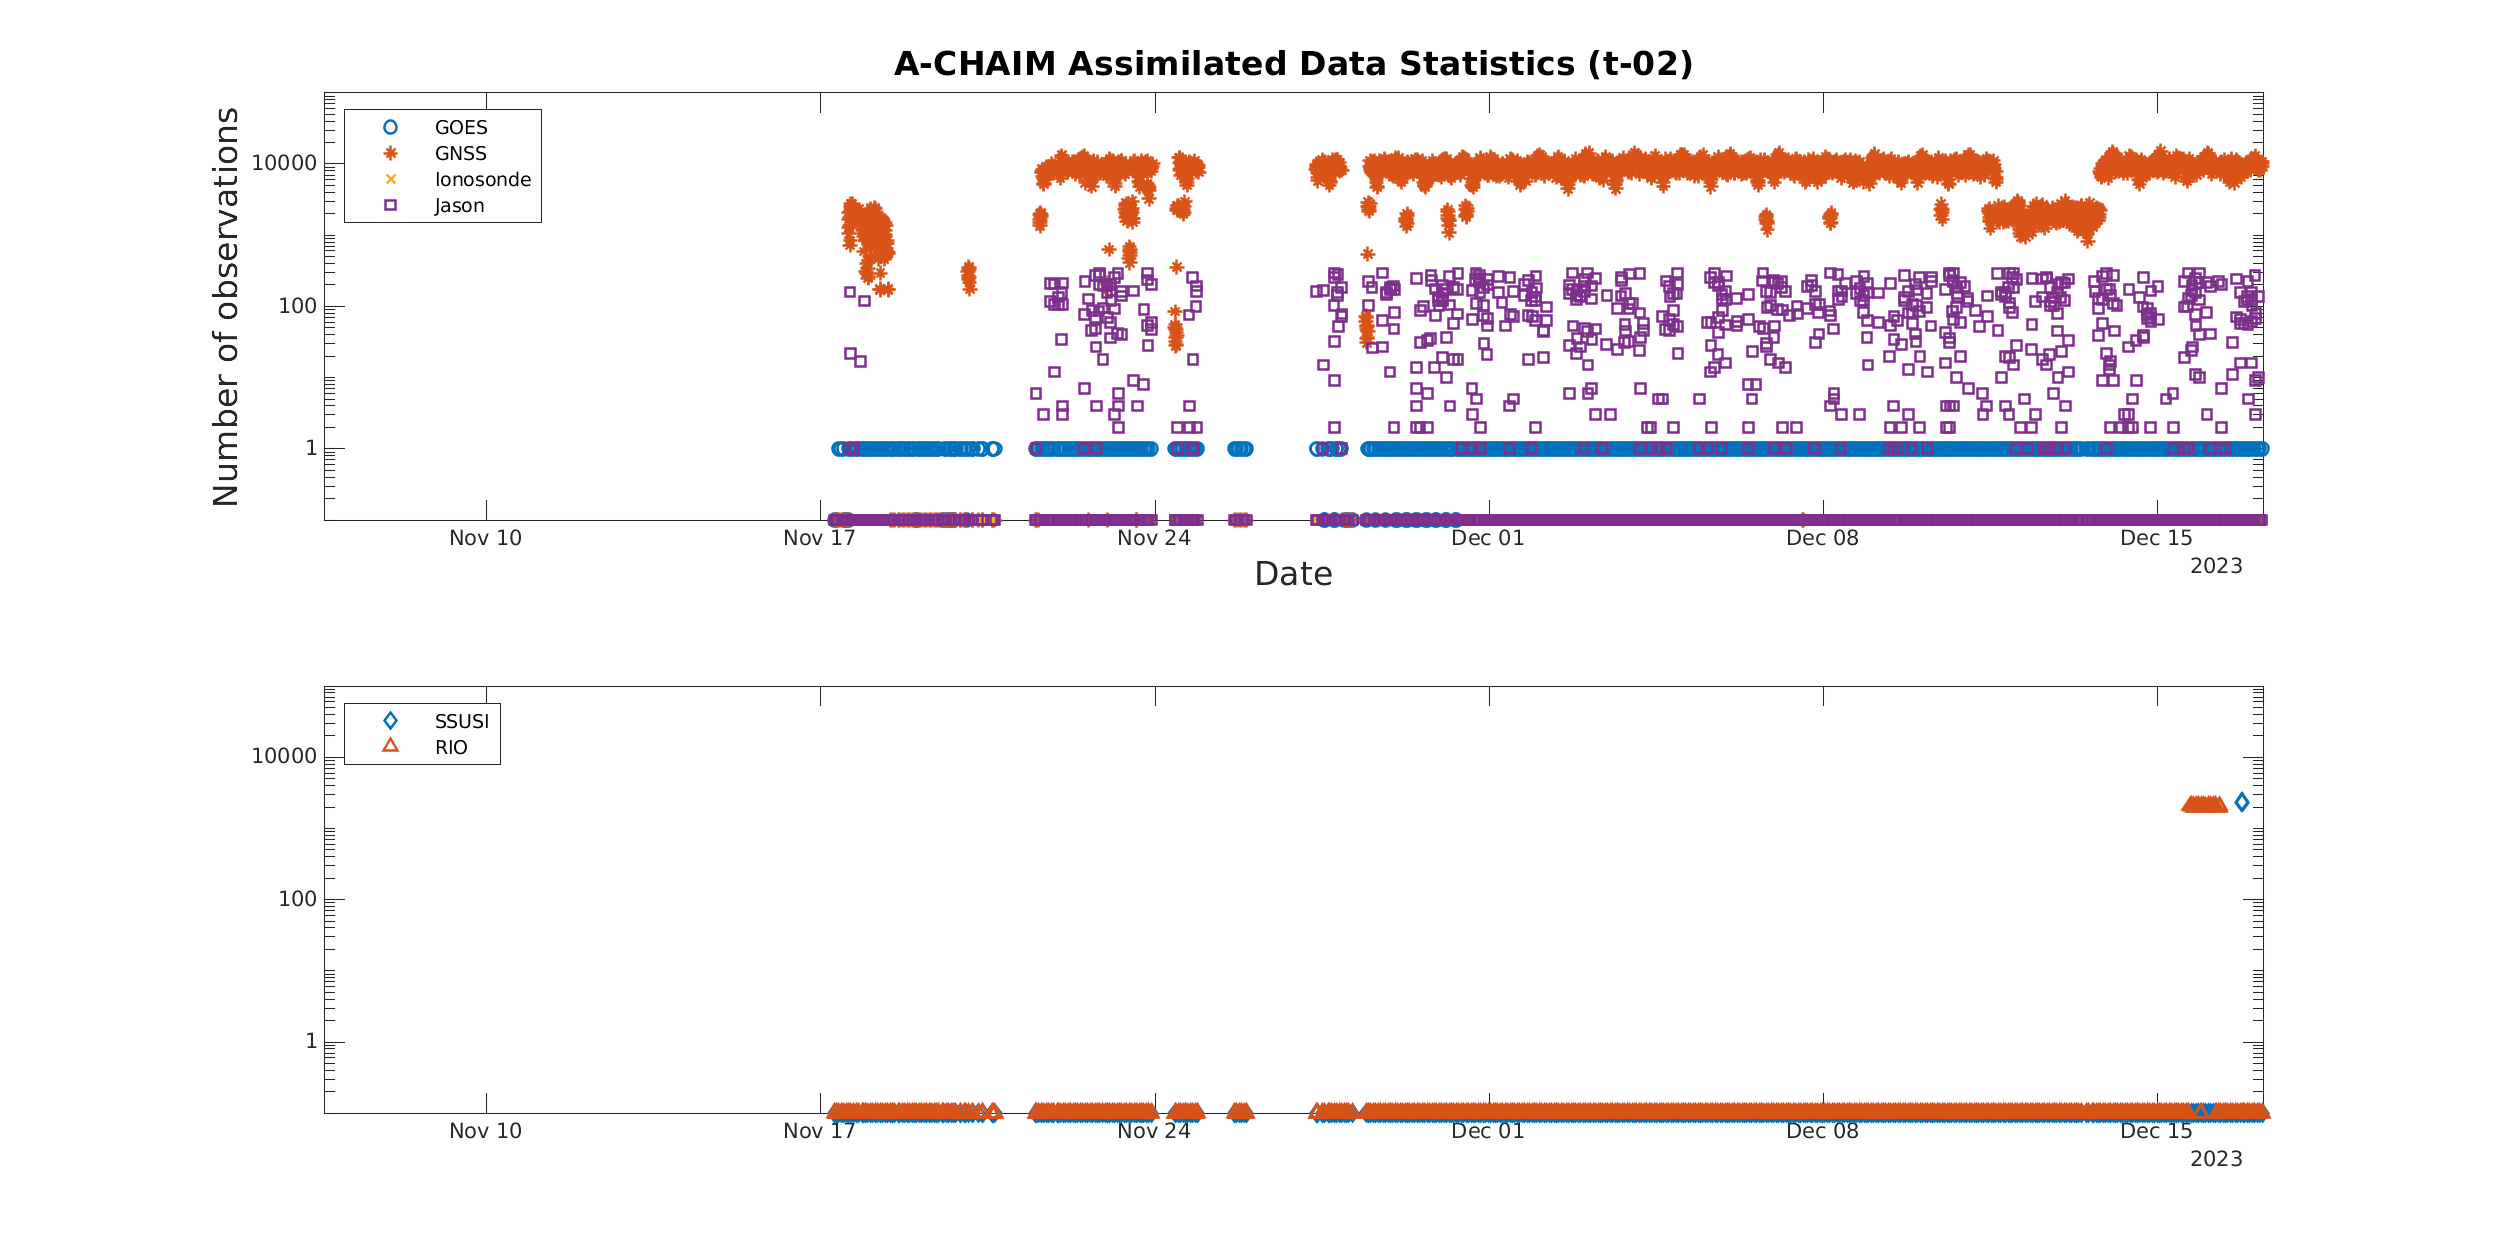 A-CHAIM Assimilated Data Statistics (t-02)
Number of observations
10000
100
1
GOES
GNSS
Ionosonde
Jason
Nov 10
Nov 17
Nov 24
Dec 01
Dec 08
Dec 15
2023
Date
10000
100
1
SSUSI
RIO
Nov 10
Nov 17
Nov 24
Dec 01
Dec 08
Dec 15
2023